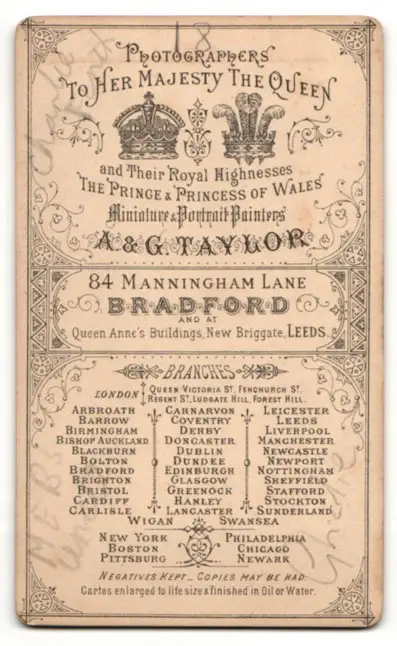 18
PHOTOGRAPHERS
TO HER MAJESTY THE QUEEN
and Their Royal Highnesses
THE PRINCE & PRINCESS OF WALES
Miniature & Portrait Painters
A & G. TAYLOR
84 MANNINGHAM LANE
BRADFORD
AND AT
Queen Anne's Buildings, New Briggate, LEEDS.
BRANCHES
LONDON QUEEN VICTORIA ST, FENCHURCH ST.
REGENT ST, LUDGATE HILL, FOREST HILL.
ARBROATH CARNARVON LEICESTER
BARROW COVENTRY LEEDS
BIRMINGHAM DERBY LIVERPOOL
BISHOP AUCKLAND DONCASTER MANCHESTER
BLACKBURN DUBLIN NEWCASTLE
BOLTON DUNDEE NEWPORT
BRADFORD EDINBURGH NOTTINGHAM
BRIGHTON GLASGOW SHEFFIELD
BRISTOL GREENOCK STAFFORD
CARDIFF HANLEY STOCKTON
CARLISLE LANCASTER SUNDERLAND
WIGAN SWANSEA
NEW YORK PHILADELPHIA
BOSTON CHICAGO
PITTSBURG NEWARK
NEGATIVES KEPT_ COPIES MAY BE HAD.
Cartes enlarged to life size & finished in Oil or Water.